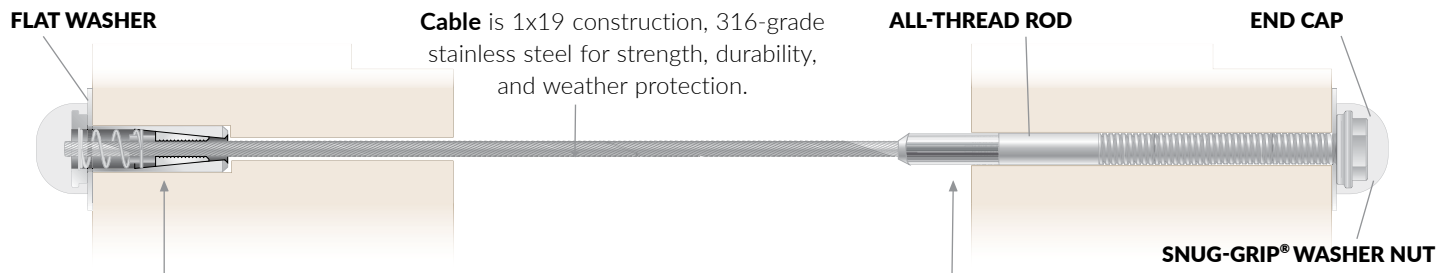 FLAT WASHER
Cable is 1x19 construction, 316-grade
stainless steel for strength, durability,
and weather protection.
ALL-THREAD ROD
END CAP
SNUG-GRIP® WASHER NUT